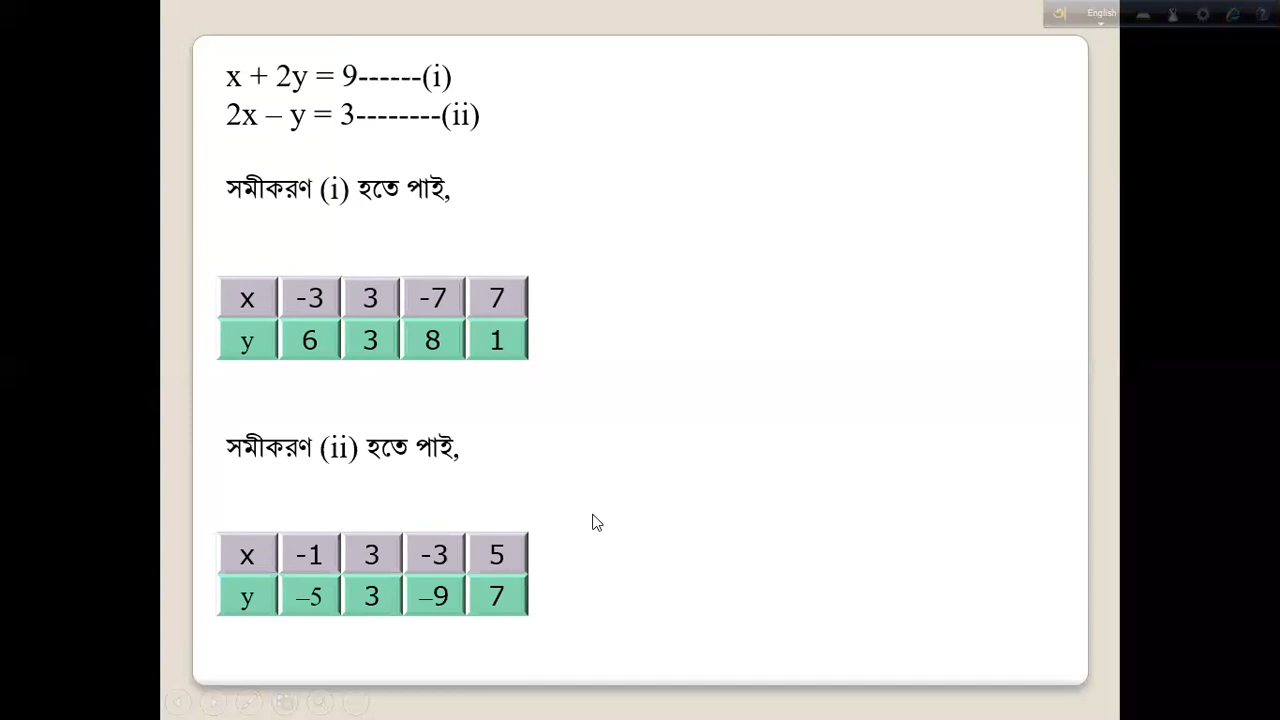 English
x + 2y = 9------(i)
2x – y = 3--------(ii)
সমীকরণ (i) হতে পাই,
x -3 3 -7 7
y 6 3 8 1
সমীকরণ (ii) হতে পাই,
x -1 3 -3 5
y –5 3 –9 7